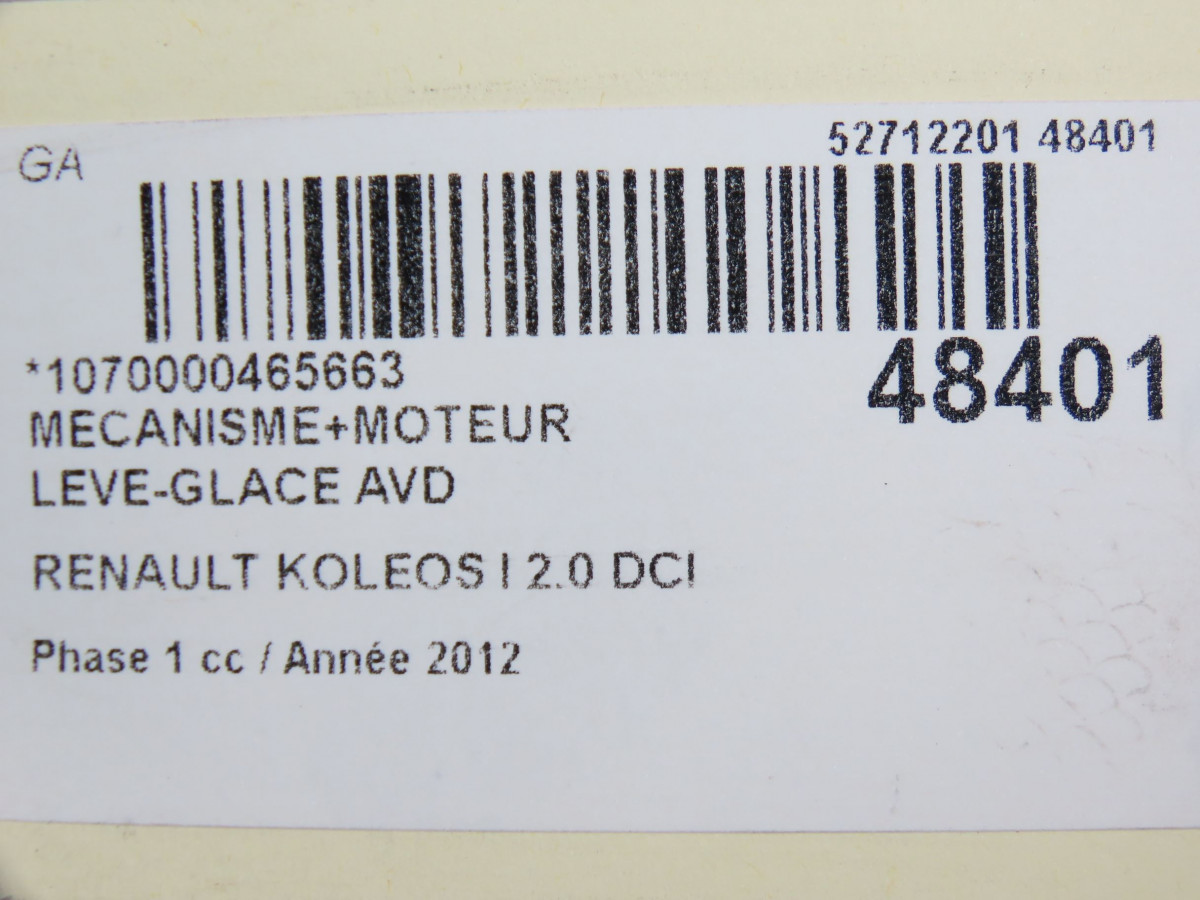 GA
52712201 48401
*1070000465663
48401
MECANISME+MOTEUR
LEVE-GLACE AVD
RENAULT KOLEOS I 2.0 DCI
Phase 1 cc / Année 2012